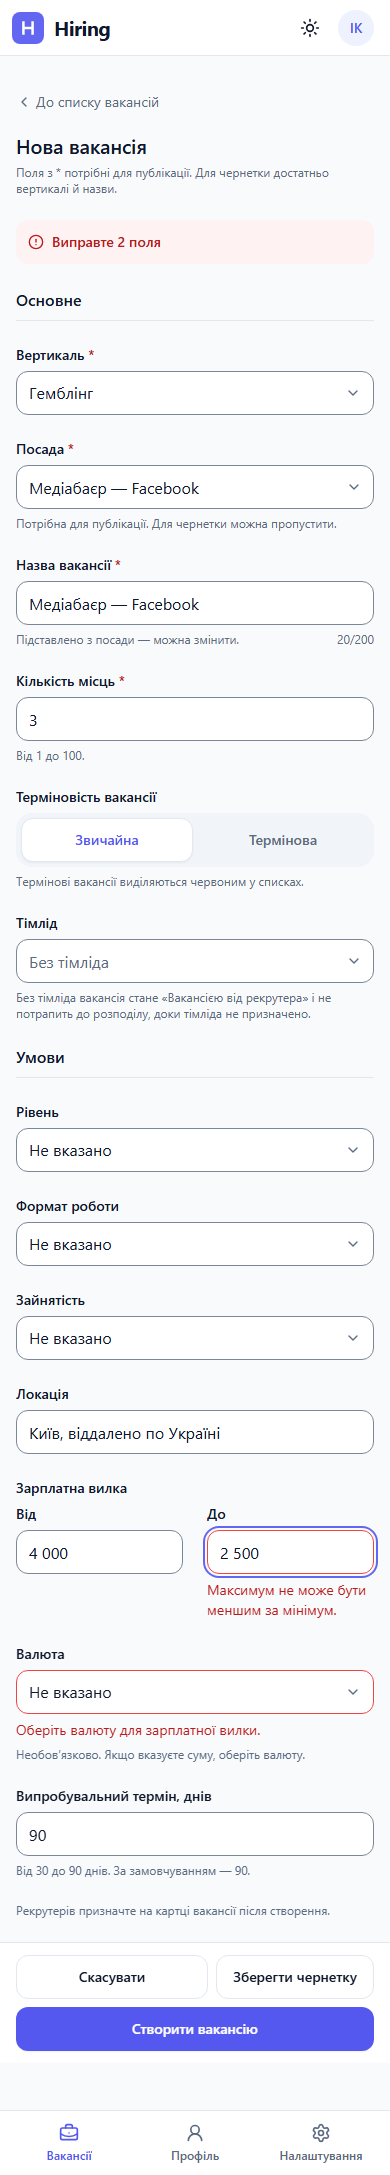 H Hiring
ІК
До списку вакансій
Нова вакансія
Поля з * потрібні для публікації. Для чернетки достатньо
вертикалі й назви.
Виправте 2 поля
Основне
Вертикаль *
Гемблінг
Посада *
Медіабаєр — Facebook
Потрібна для публікації. Для чернетки можна пропустити.
Назва вакансії *
Медіабаєр — Facebook
Підставлено з посади — можна змінити. 20/200
Кількість місць *
3
Від 1 до 100.
Терміновість вакансії
Звичайна Термінова
Термінові вакансії виділяються червоним у списках.
Тімлід
Без тімліда
Без тімліда вакансія стане «Вакансією від рекрутера» і не
потрапить до розподілу, доки тімліда не призначено.
Умови
Рівень
Не вказано
Формат роботи
Не вказано
Зайнятість
Не вказано
Локація
Київ, віддалено по Україні
Зарплатна вилка
Від До
4 000 2 500
Максимум не може бути
меншим за мінімум.
Валюта
Не вказано
Оберіть валюту для зарплатної вилки.
Необов'язково. Якщо вказуєте суму, оберіть валюту.
Випробувальний термін, днів
90
Від 30 до 90 днів. За замовчуванням — 90.
Рекрутерів призначте на картці вакансії після створення.
Скасувати Зберегти чернетку
Створити вакансію
Вакансії Профіль Налаштування